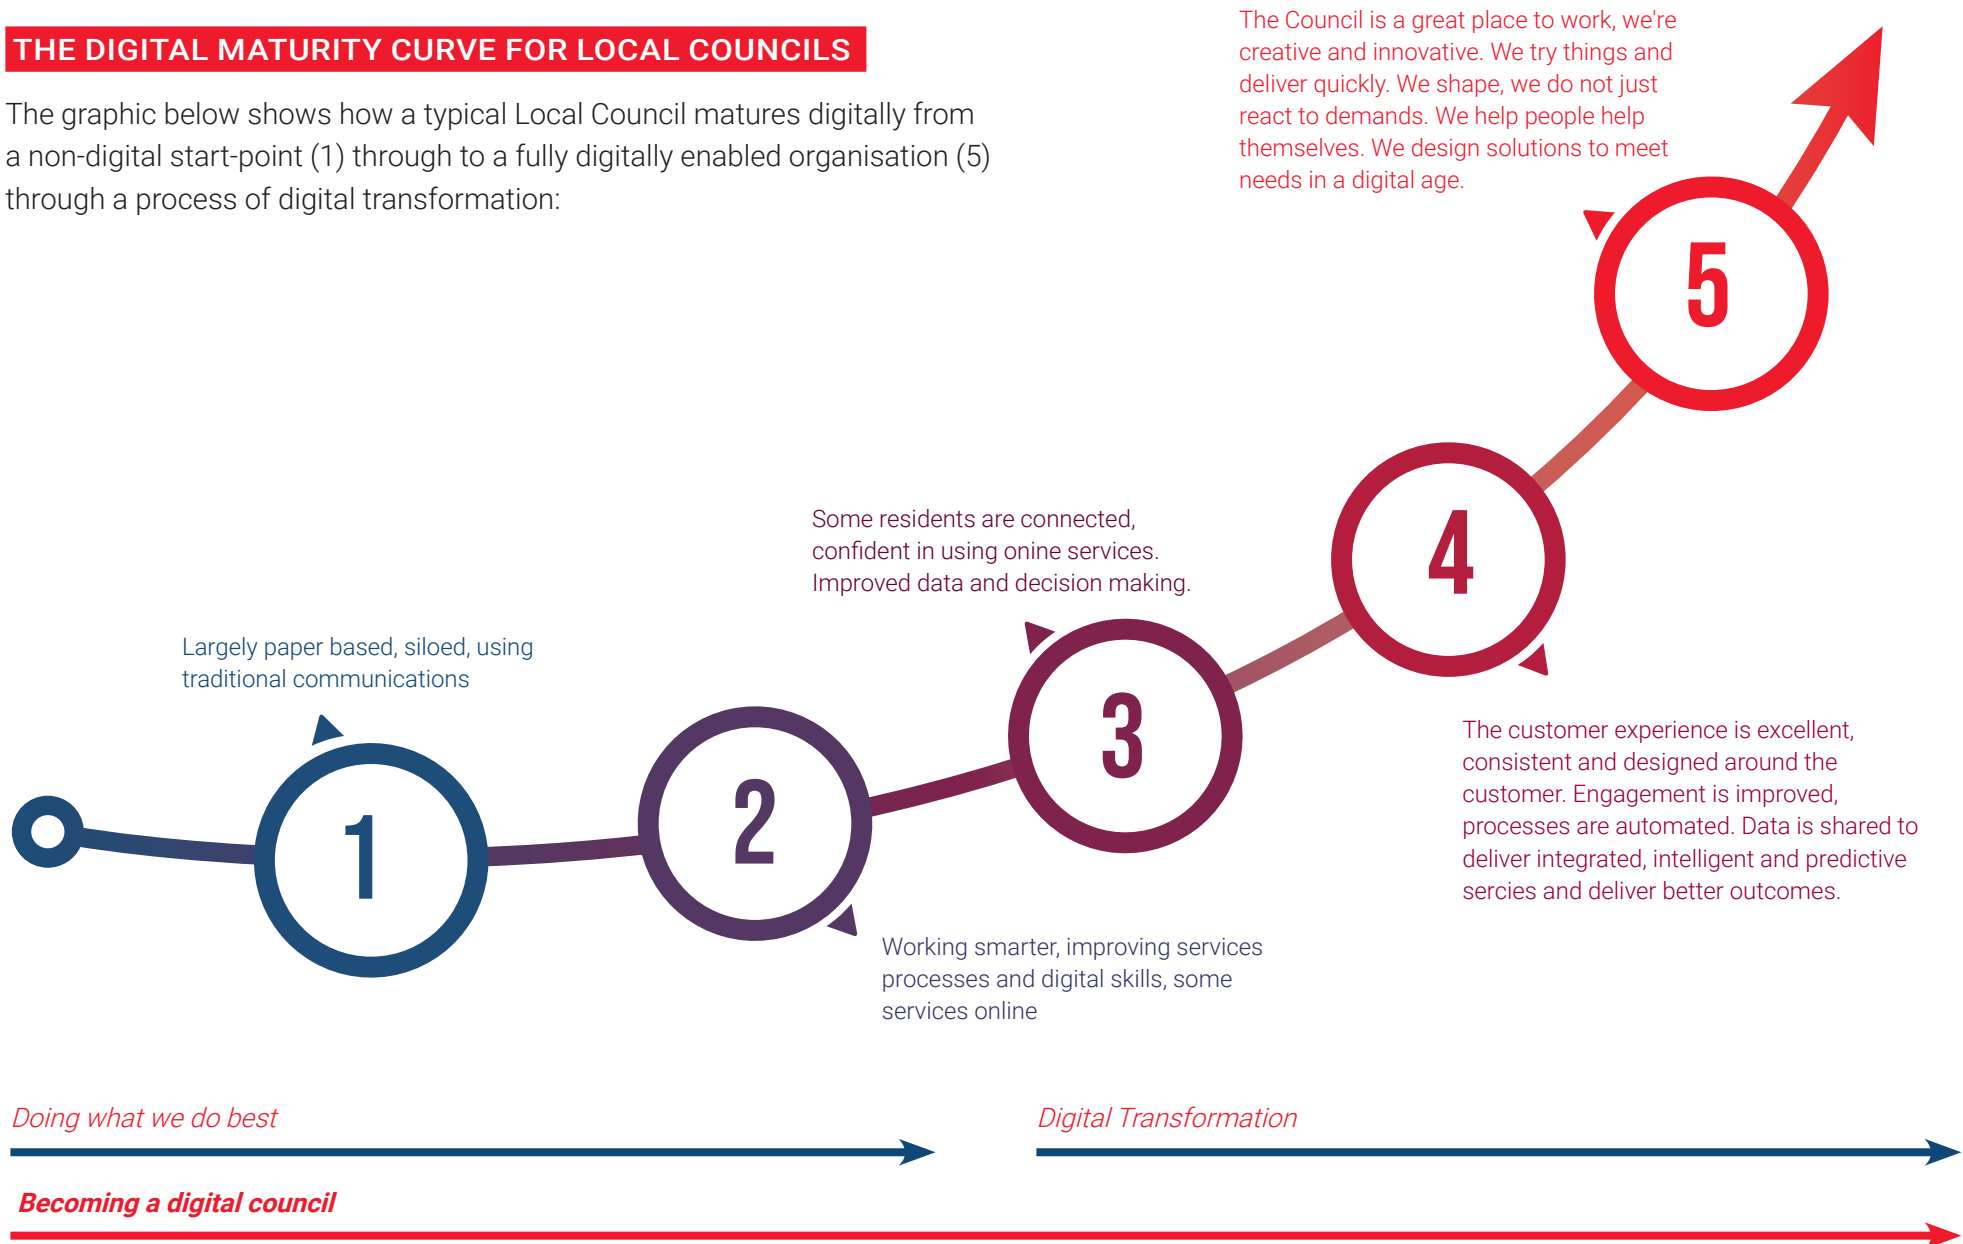 THE DIGITAL MATURITY CURVE FOR LOCAL COUNCILS
The graphic below shows how a typical Local Council matures digitally from
a non-digital start-point (1) through to a fully digitally enabled organisation (5)
through a process of digital transformation:
The Council is a great place to work, we're
creative and innovative. We try things and
deliver quickly. We shape, we do not just
react to demands. We help people help
themselves. We design solutions to meet
needs in a digital age.
5
4
Some residents are connected,
confident in using onine services.
Improved data and decision making.
3
Largely paper based, siloed, using
traditional communications
1
2
The customer experience is excellent,
consistent and designed around the
customer. Engagement is improved,
processes are automated. Data is shared to
deliver integrated, intelligent and predictive
sercies and deliver better outcomes.
Working smarter, improving services
processes and digital skills, some
services online
Doing what we do best
Digital Transformation
Becoming a digital council